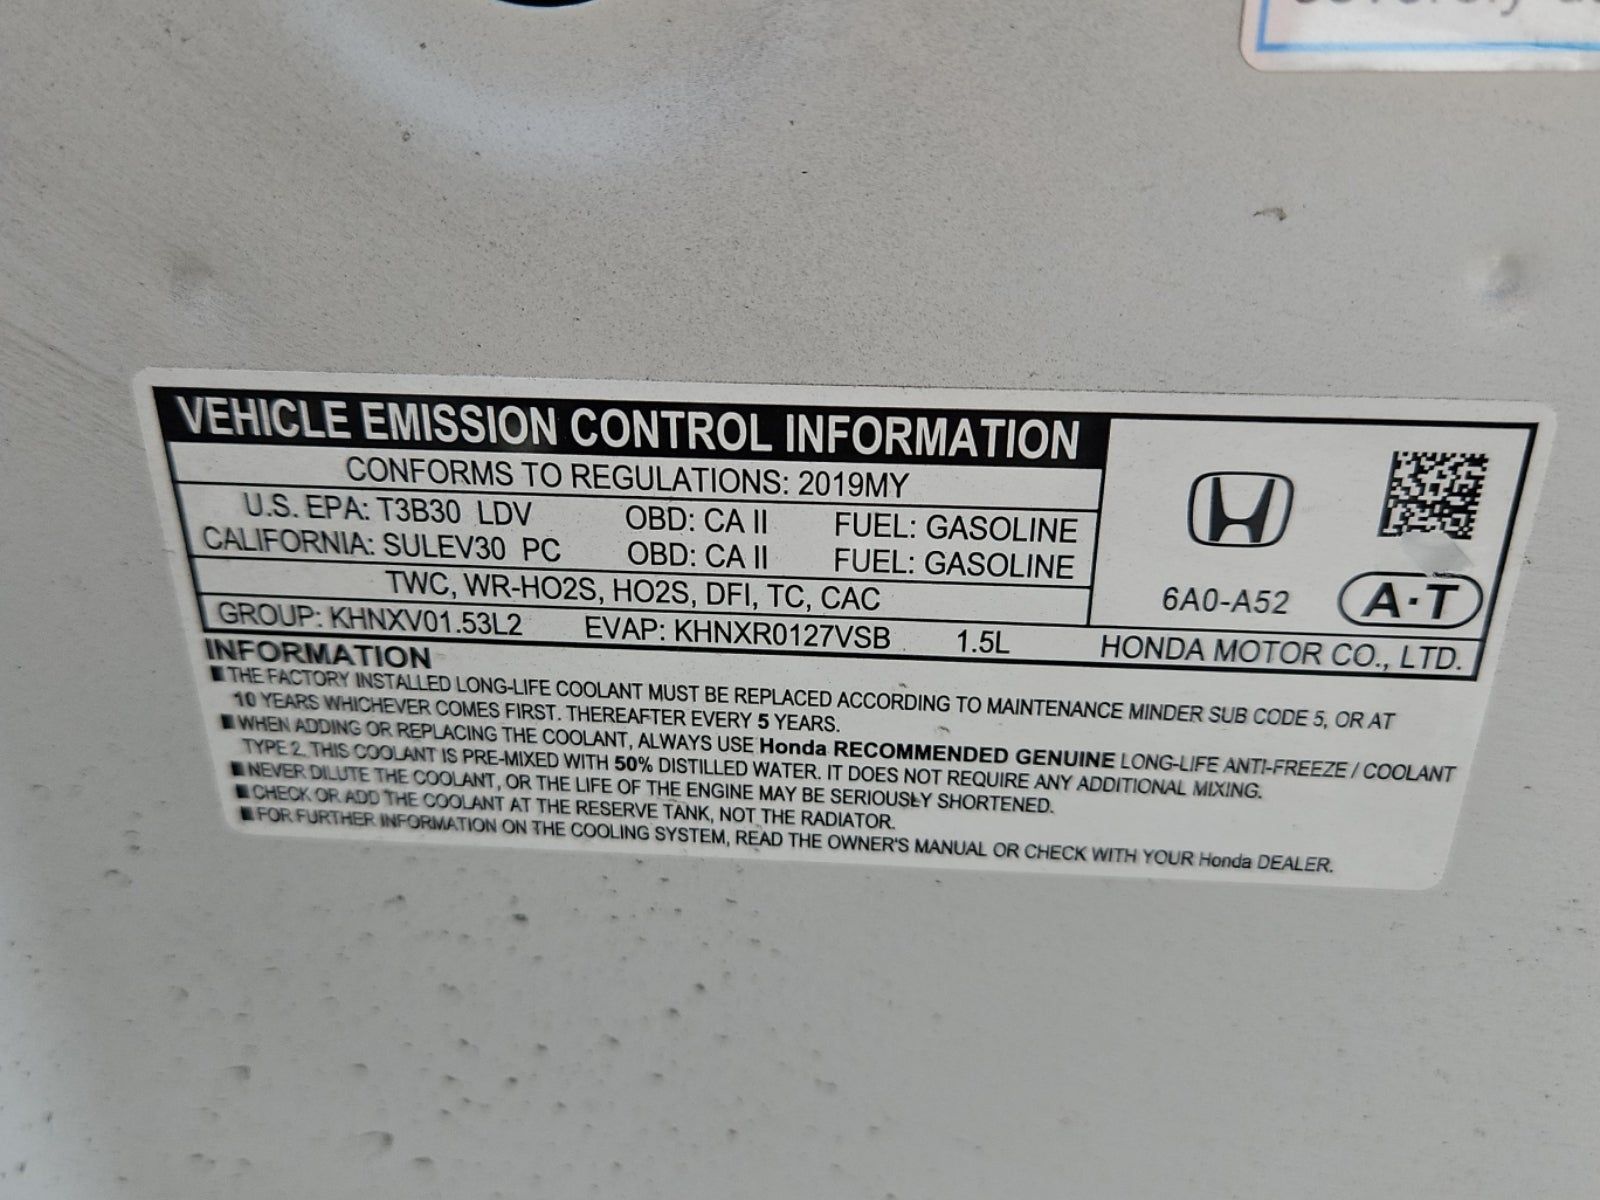 VEHICLE EMISSION CONTROL INFORMATION
CONFORMS TO REGULATIONS: 2019MY
U.S. EPA: T3B30 LDV OBD: CA II FUEL: GASOLINE
CALIFORNIA: SULEV30 PC OBD: CA II FUEL: GASOLINE
TWC, WR-HO2S, HO2S, DFI, TC, CAC
GROUP: KHNXV01.53L2 EVAP: KHNXR0127VSB 1.5L
6A0-A52 A·T
HONDA MOTOR CO., LTD.
INFORMATION
■THE FACTORY INSTALLED LONG-LIFE COOLANT MUST BE REPLACED ACCORDING TO MAINTENANCE MINDER SUB CODE 5, OR AT
10 YEARS WHICHEVER COMES FIRST. THEREAFTER EVERY 5 YEARS.
■WHEN ADDING OR REPLACING THE COOLANT, ALWAYS USE Honda RECOMMENDED GENUINE LONG-LIFE ANTI-FREEZE / COOLANT
TYPE 2. THIS COOLANT IS PRE-MIXED WITH 50% DISTILLED WATER. IT DOES NOT REQUIRE ANY ADDITIONAL MIXING.
■NEVER DILUTE THE COOLANT, OR THE LIFE OF THE ENGINE MAY BE SERIOUSLY SHORTENED.
■CHECK OR ADD THE COOLANT AT THE RESERVE TANK, NOT THE RADIATOR.
■FOR FURTHER INFORMATION ON THE COOLING SYSTEM, READ THE OWNER'S MANUAL OR CHECK WITH YOUR Honda DEALER.